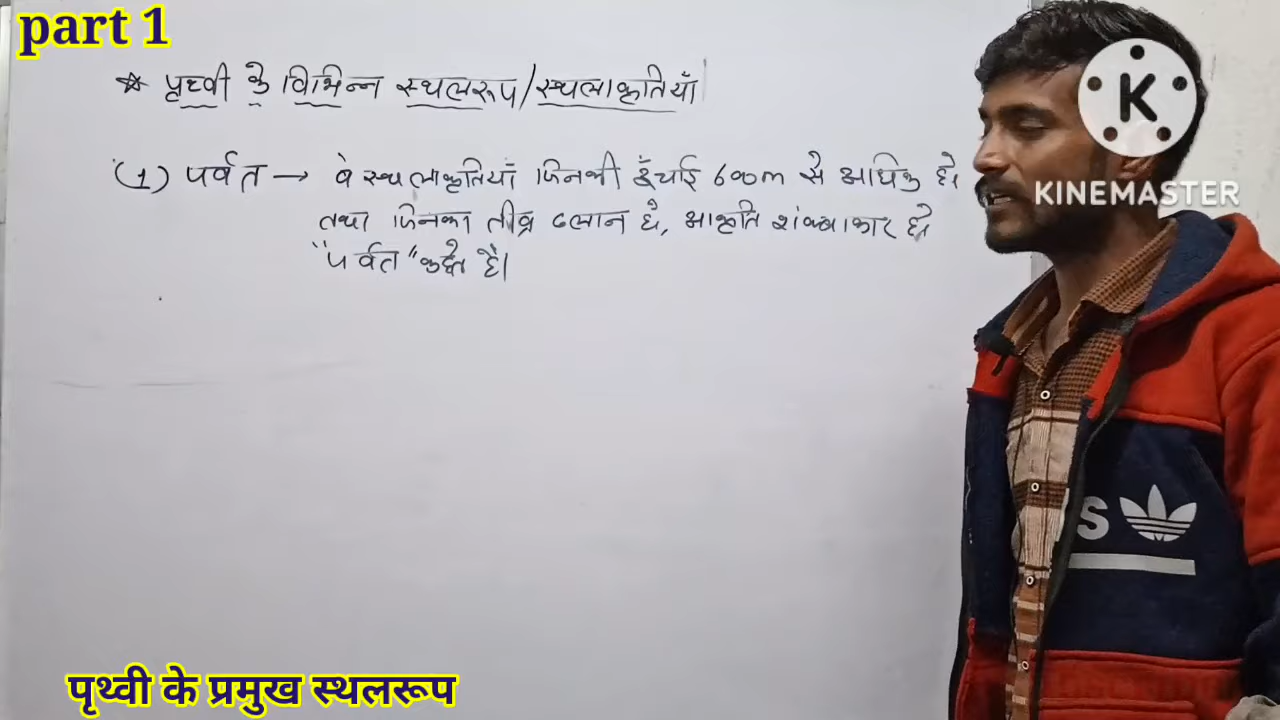 part 1
* पृथ्वी के विभिन्न स्थलरूप/स्थलाकृतियाँ
(1) पर्वत → वे स्थलाकृतियाँ जिनकी ऊँचाई 600m से अधिक हो
तथा जिनका तीव्र ढलान है, आकृति शंक्वाकार हो
"पर्वत" कहते हैं।
K
KINEMASTER
S
पृथ्वी के प्रमुख स्थलरूप